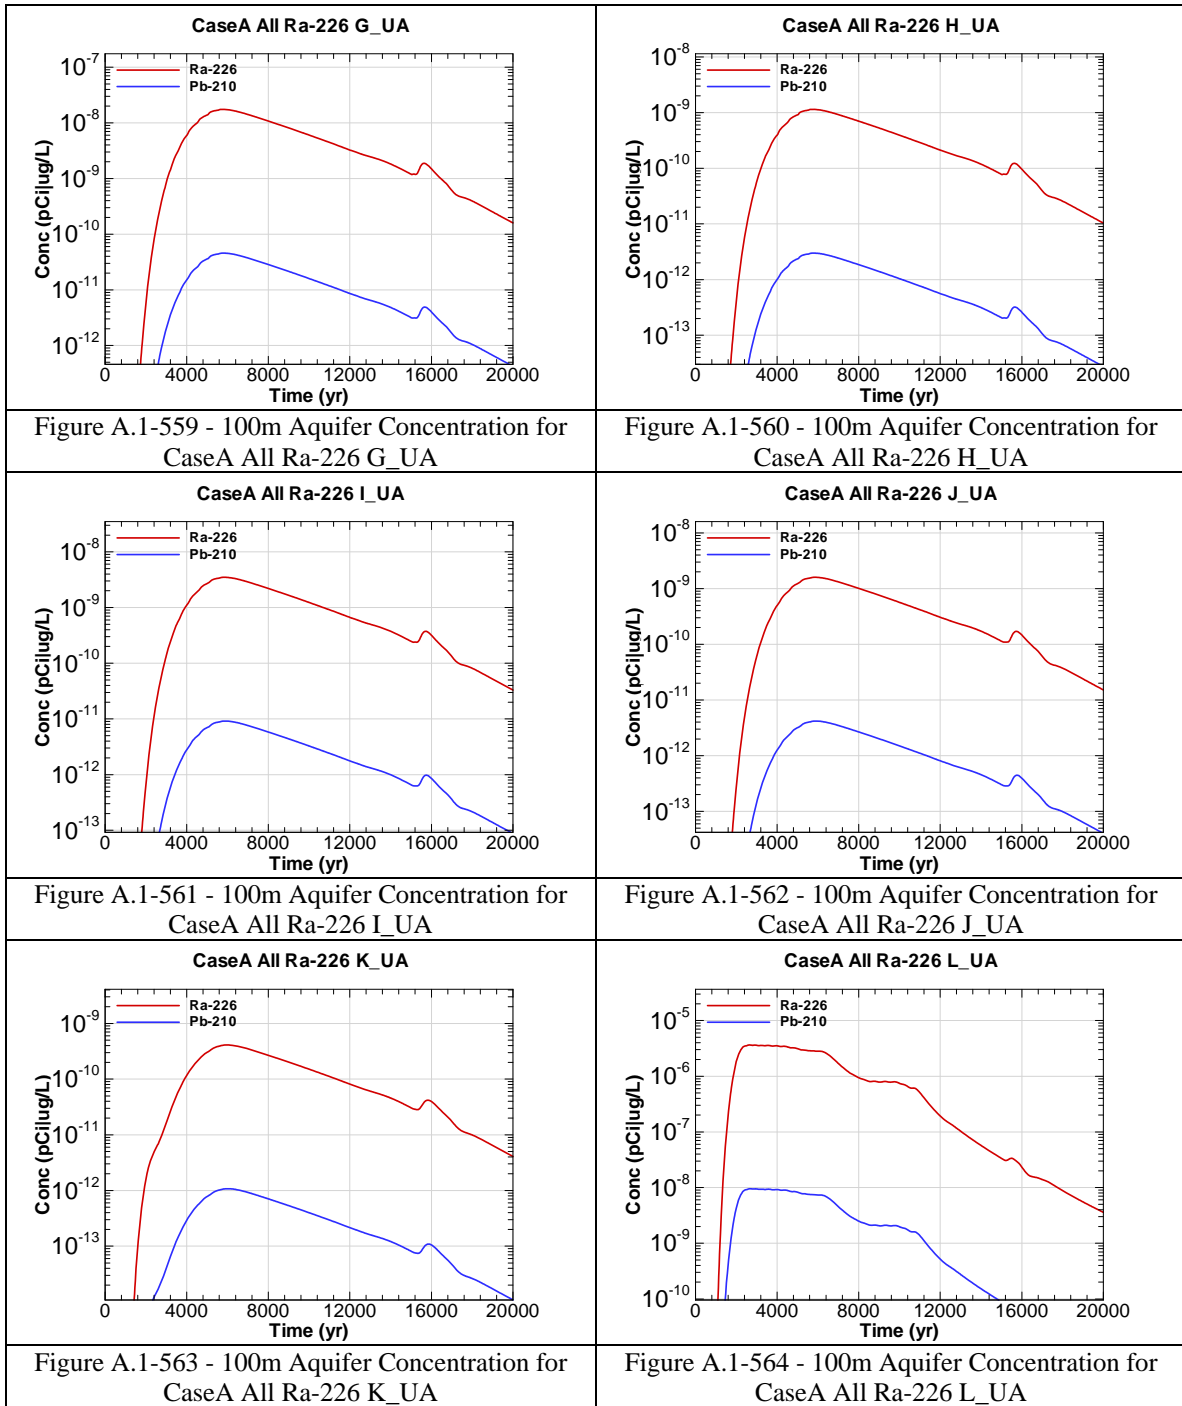 CaseA All Ra-226 G_UA
Conc (pCi|ug/L)
10-7
10-8
10-9
10-10
10-11
10-12
Ra-226
Pb-210
0 4000 8000 12000 16000 20000
Time (yr)
Figure A.1-559 - 100m Aquifer Concentration for
CaseA All Ra-226 G_UA
CaseA All Ra-226 H_UA
Conc (pCi|ug/L)
10-8
10-9
10-10
10-11
10-12
10-13
Ra-226
Pb-210
0 4000 8000 12000 16000 20000
Time (yr)
Figure A.1-560 - 100m Aquifer Concentration for
CaseA All Ra-226 H_UA
CaseA All Ra-226 I_UA
Conc (pCi|ug/L)
10-8
10-9
10-10
10-11
10-12
10-13
Ra-226
Pb-210
0 4000 8000 12000 16000 20000
Time (yr)
Figure A.1-561 - 100m Aquifer Concentration for
CaseA All Ra-226 I_UA
CaseA All Ra-226 J_UA
Conc (pCi|ug/L)
10-8
10-9
10-10
10-11
10-12
10-13
Ra-226
Pb-210
0 4000 8000 12000 16000 20000
Time (yr)
Figure A.1-562 - 100m Aquifer Concentration for
CaseA All Ra-226 J_UA
CaseA All Ra-226 K_UA
Conc (pCi|ug/L)
10-9
10-10
10-11
10-12
10-13
Ra-226
Pb-210
0 4000 8000 12000 16000 20000
Time (yr)
Figure A.1-563 - 100m Aquifer Concentration for
CaseA All Ra-226 K_UA
CaseA All Ra-226 L_UA
Conc (pCi|ug/L)
10-5
10-6
10-7
10-8
10-9
10-10
Ra-226
Pb-210
0 4000 8000 12000 16000 20000
Time (yr)
Figure A.1-564 - 100m Aquifer Concentration for
CaseA All Ra-226 L_UA